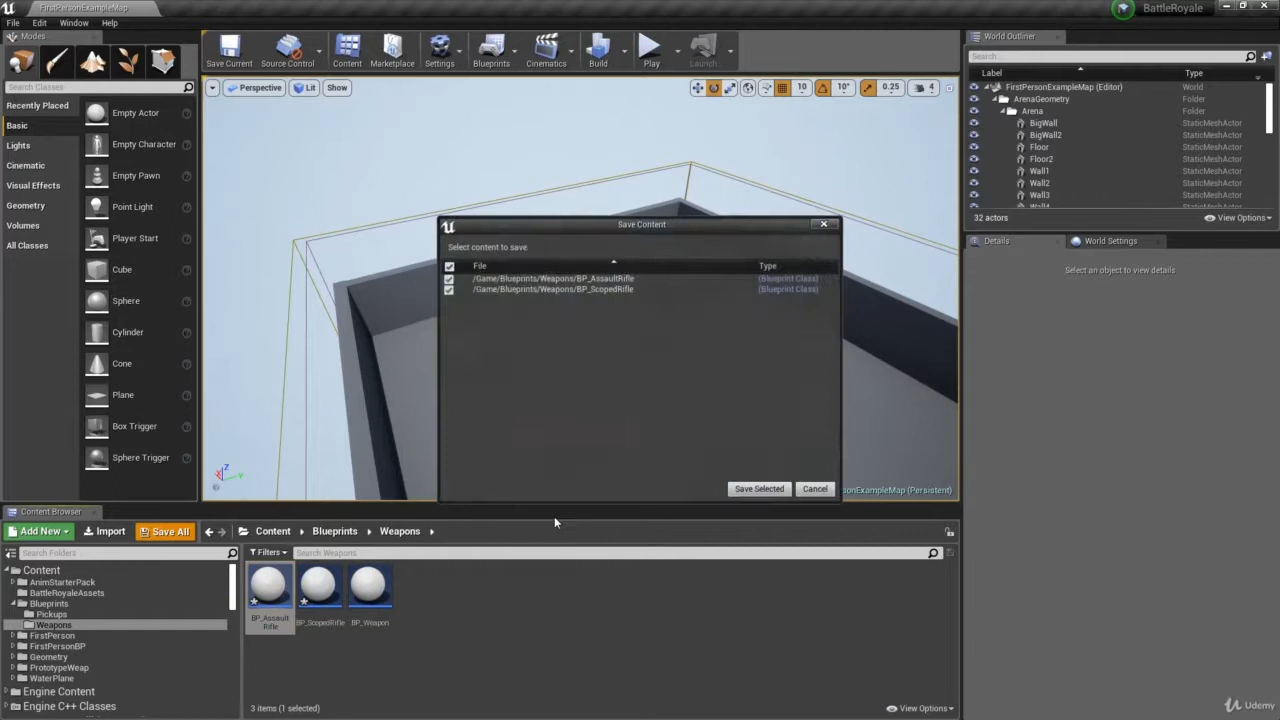 FirstPersonExampleMap
BattleRoyale
File Edit Window Help
Modes
Search Classes
Recently Placed
Basic
Lights
Cinematic
Visual Effects
Geometry
Volumes
All Classes
Empty Actor
Empty Character
Empty Pawn
Point Light
Player Start
Cube
Sphere
Cylinder
Cone
Plane
Box Trigger
Sphere Trigger
Save Current
Source Control
Content
Marketplace
Settings
Blueprints
Cinematics
Build
Play
Launch
Perspective
Lit
Show
10
10°
0.25
4
World Outliner
Search...
Label Type
FirstPersonExampleMap (Editor) World
ArenaGeometry Folder
Arena Folder
BigWall StaticMeshActor
BigWall2 StaticMeshActor
Floor StaticMeshActor
Floor2 StaticMeshActor
Wall1 StaticMeshActor
Wall2 StaticMeshActor
Wall3 StaticMeshActor
Wall4 StaticMeshActor
32 actors
View Options
Details
World Settings
Select an object to view details
Save Content
Select content to save.
File Type
/Game/Blueprints/Weapons/BP_AssaultRifle (Blueprint Class)
/Game/Blueprints/Weapons/BP_ScopedRifle (Blueprint Class)
Save Selected
Cancel
sonExampleMap (Persistent)
X
Y
Z
Content Browser
Add New
Import
Save All
Content
Blueprints
Weapons
Search Folders
Content
AnimStarterPack
BattleRoyaleAssets
Blueprints
Pickups
Weapons
FirstPerson
FirstPersonBP
Geometry
PrototypeWeap
WaterPlane
Engine Content
Engine C++ Classes
Filters
Search Weapons
BP_Assault
Rifle
BP_ScopedRifle
BP_Weapon
3 items (1 selected)
View Options
Udemy